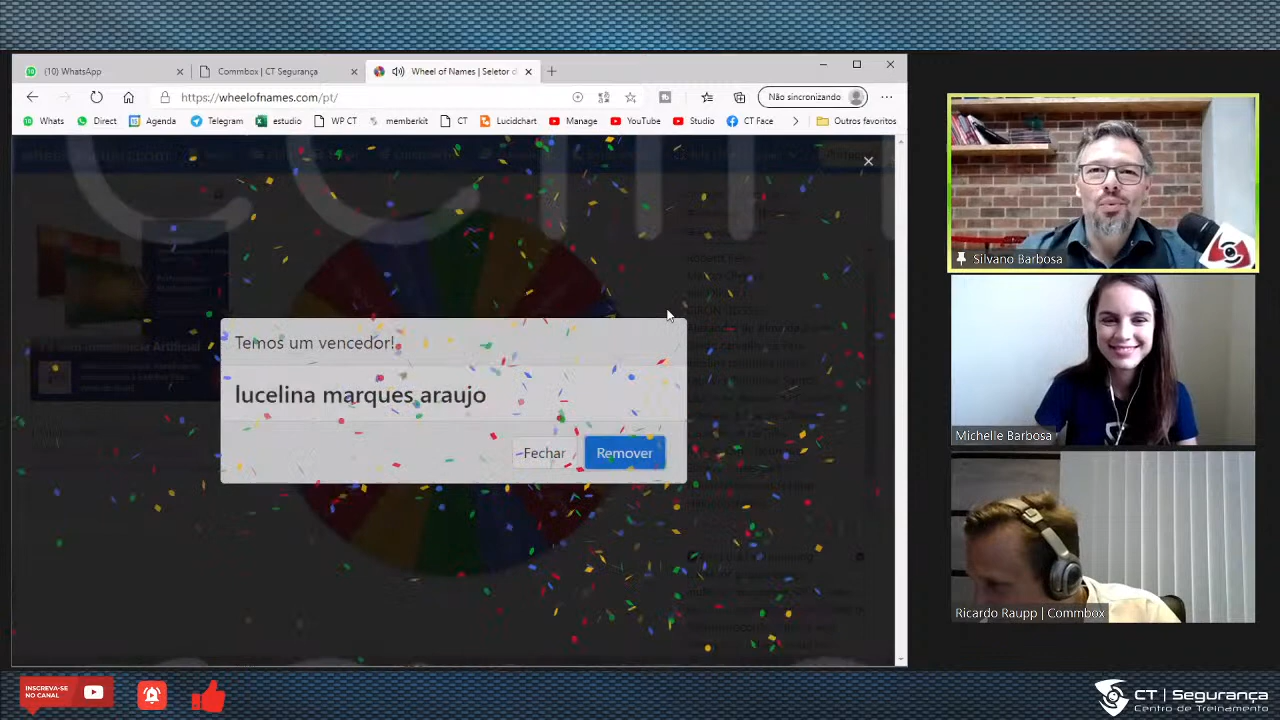 (10) WhatsApp
Commbox | CT Segurança
Wheel of Names | Seletor d
https://wheelofnames.com/pt/
Não sincronizando
Whats
Direct
Agenda
Telegram
estudio
WP CT
memberkit
CT
Lucidchart
Manage
YouTube
Studio
CT Face
Outros favoritos
Temos um vencedor!
lucelina marques araujo
Fechar
Remover
Silvano Barbosa
Michelle Barbosa
Ricardo Raupp | Commbox
INSCREVA-SE
NO CANAL
CT | Segurança
Centro de Treinamento